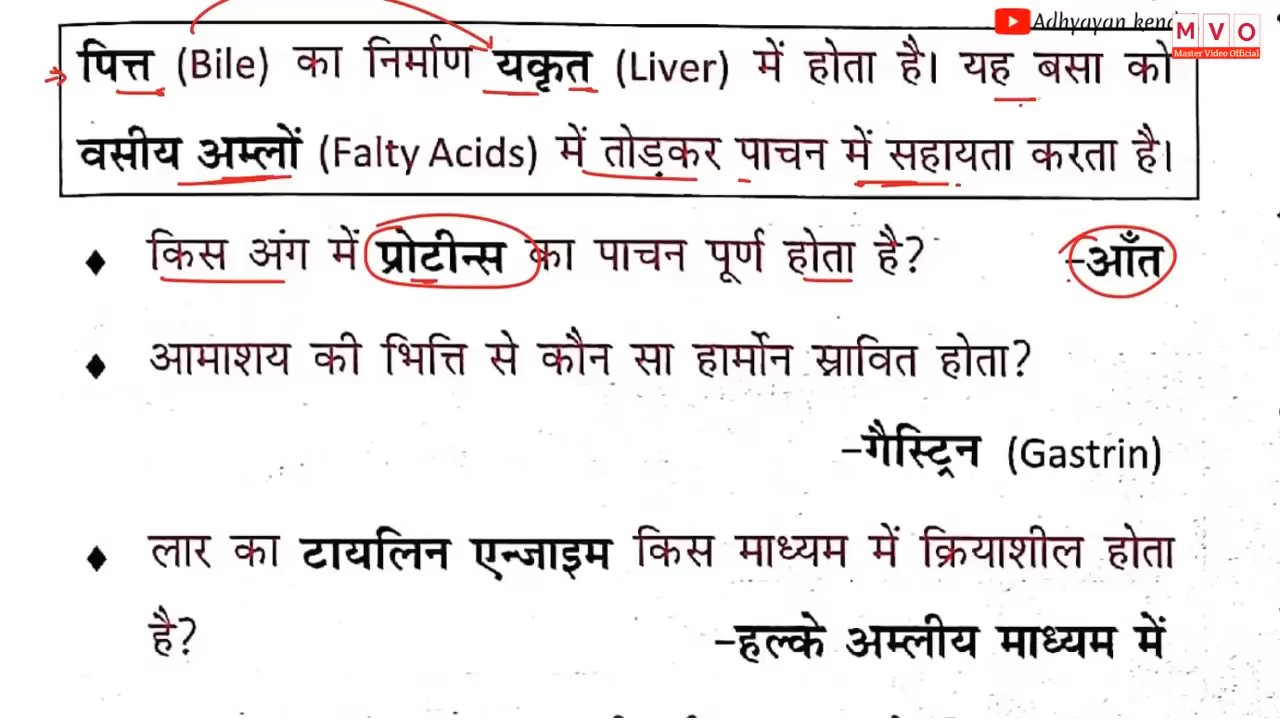 Adhyayan kend
M V O
Master Video Official
पित्त (Bile) का निर्माण यकृत (Liver) में होता है। यह बसा को
वसीय अम्लों (Falty Acids) में तोड़कर पाचन में सहायता करता है।
♦ किस अंग में प्रोटीन्स का पाचन पूर्ण होता है? –आँत
♦ आमाशय की भित्ति से कौन सा हार्मोन स्रावित होता?
–गैस्ट्रिन (Gastrin)
♦ लार का टायलिन एन्जाइम किस माध्यम में क्रियाशील होता
है? –हल्के अम्लीय माध्यम में